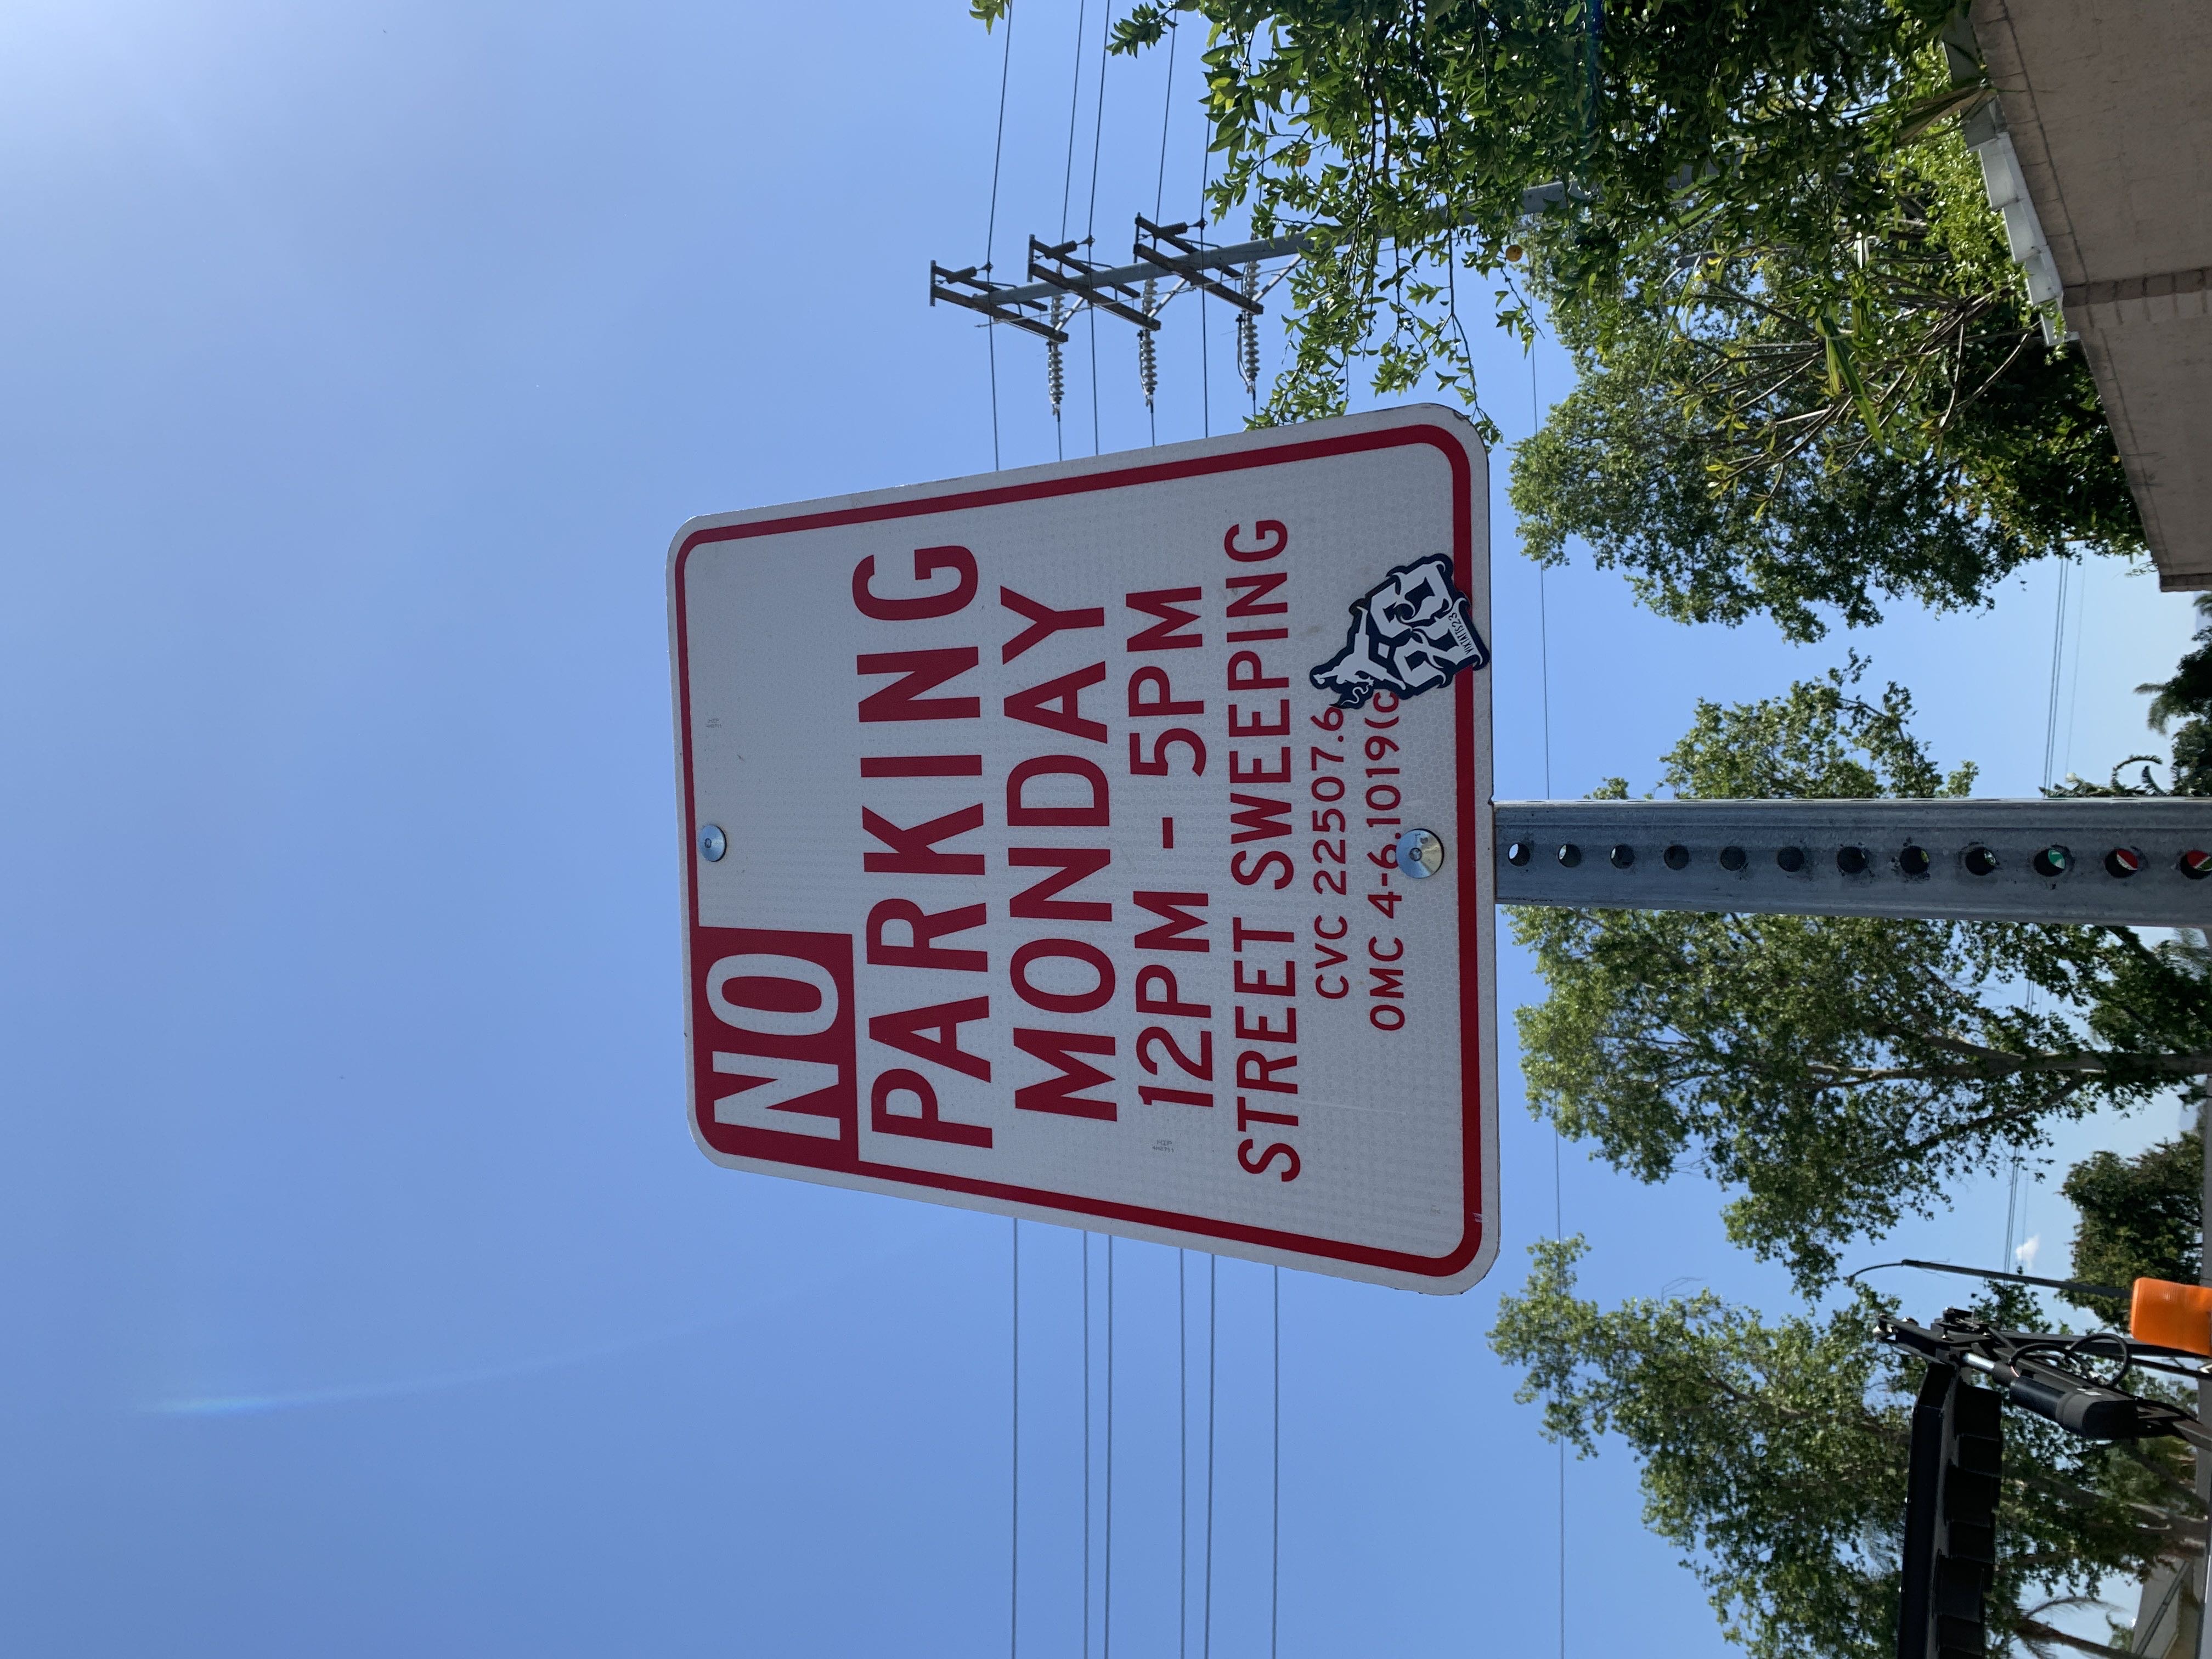 NO
PARKING
MONDAY
12PM - 5PM
STREET SWEEPING
CVC 22507.6
OMC 4-6.1019(c